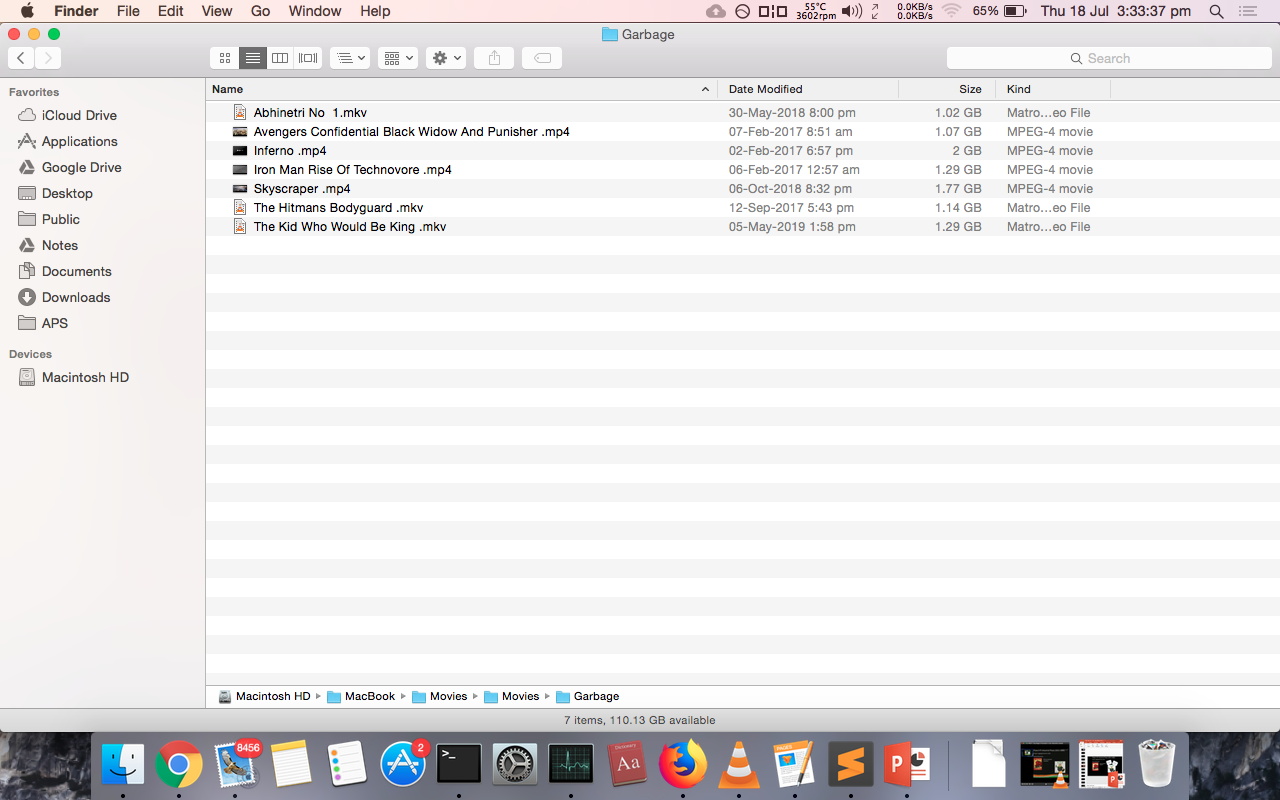 Finder File Edit View Go Window Help 55°C 3602rpm 0.0KB/s 0.0KB/s 65% Thu 18 Jul 3:33:37 pm
Garbage
Search
Favorites
iCloud Drive
Applications
Google Drive
Desktop
Public
Notes
Documents
Downloads
APS
Devices
Macintosh HD
Name Date Modified Size Kind
Abhinetri No  1.mkv 30-May-2018 8:00 pm 1.02 GB Matro...eo File
Avengers Confidential Black Widow And Punisher .mp4 07-Feb-2017 8:51 am 1.07 GB MPEG-4 movie
Inferno .mp4 02-Feb-2017 6:57 pm 2 GB MPEG-4 movie
Iron Man Rise Of Technovore .mp4 06-Feb-2017 12:57 am 1.29 GB MPEG-4 movie
Skyscraper .mp4 06-Oct-2018 8:32 pm 1.77 GB MPEG-4 movie
The Hitmans Bodyguard .mkv 12-Sep-2017 5:43 pm 1.14 GB Matro...eo File
The Kid Who Would Be King .mkv 05-May-2019 1:58 pm 1.29 GB Matro...eo File
Macintosh HD MacBook Movies Movies Garbage
7 items, 110.13 GB available
8456
2
>_
Dictionary
Aa
PAGES
P